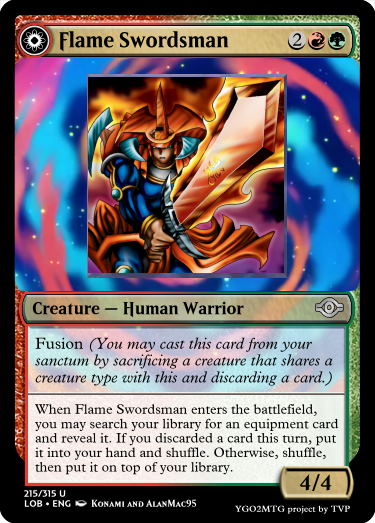 Flame Swordsman 2
Creature — Human Warrior
Fusion (You may cast this card from your
sanctum by sacrificing a creature that shares a
creature type with this and discarding a card.)
When Flame Swordsman enters the battlefield,
you may search your library for an equipment card
and reveal it. If you discarded a card this turn, put
it into your hand and shuffle. Otherwise, shuffle,
then put it on top of your library.
4/4
215/315 U
LOB • ENG Konami and AlanMac95
YGO2MTG project by TVP